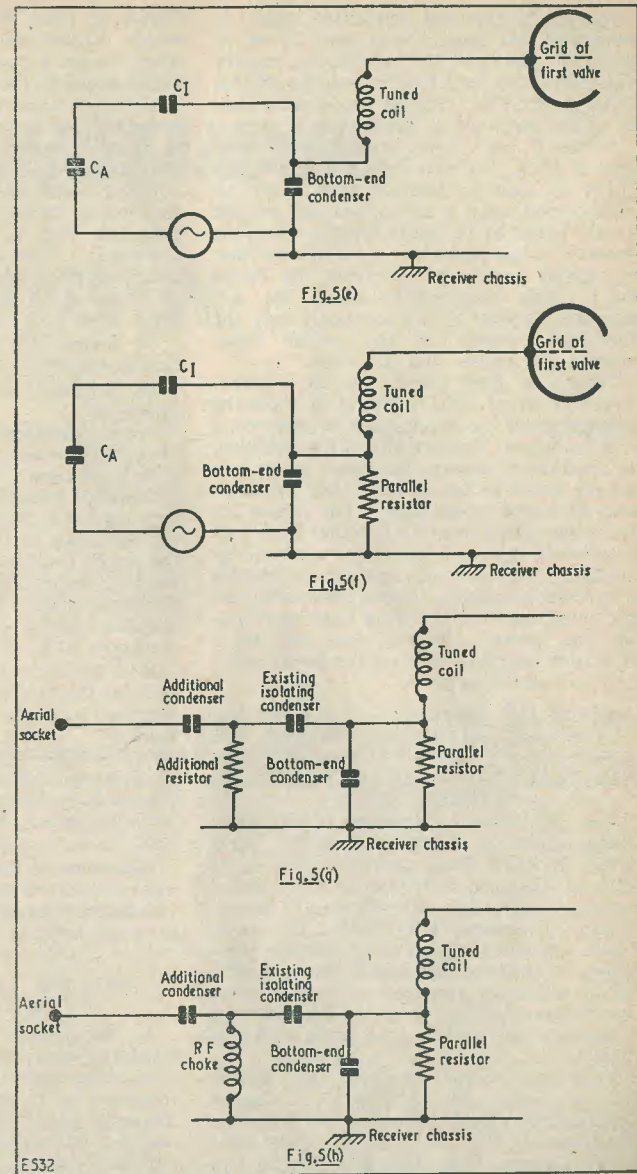 Grid of
first valve
CI
Tuned
coil
CA
Bottom-end
condenser
Receiver chassis
Fig.5(e)
Grid of
first valve
CI
Tuned
coil
CA
Bottom-end
condenser
Parallel
resistor
Receiver chassis
Fig.5(f)
Tuned
coil
Aerial
socket
Additional
condenser
Existing
isolating
condenser
Additional
resistor
Bottom-end
condenser
Parallel
resistor
Receiver chassis
Fig.5(g)
Tuned
coil
Aerial
socket
Additional
condenser
Existing
isolating
condenser
RF
choke
Bottom-end
condenser
Parallel
resistor
Receiver chassis
Fig.5(h)
E532